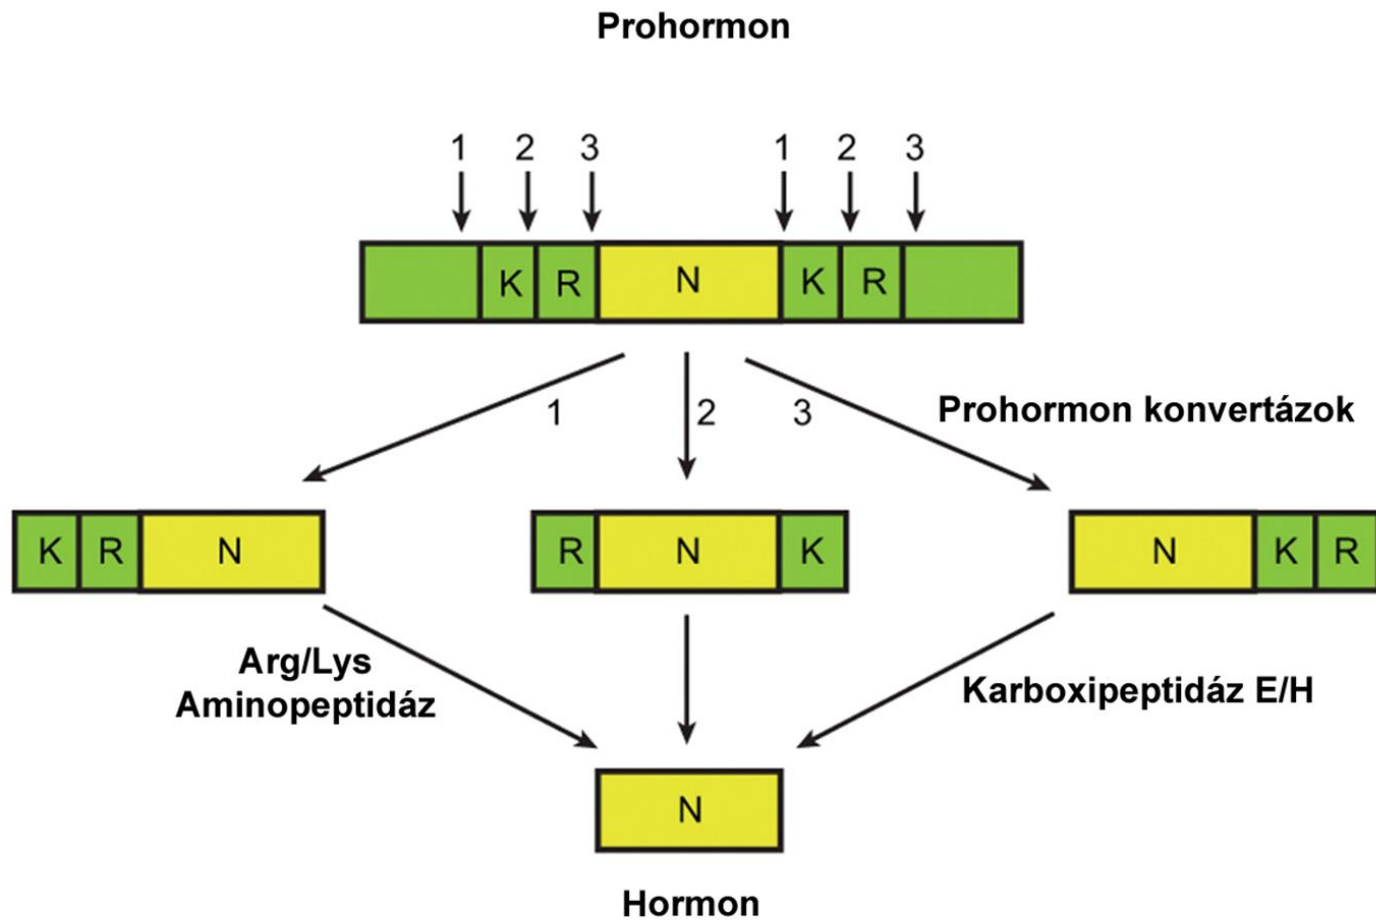 Prohormon
1 2 3 1 2 3
K R N K R
1 2 3 Prohormon konvertázok
K R N R N K N K R
Arg/Lys
Aminopeptidáz
Karboxipeptidáz E/H
N
Hormon